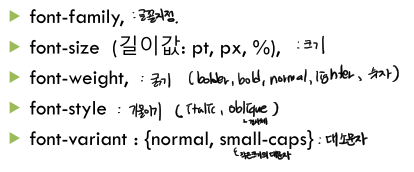 font-family, : 글꼴지정.
font-size (길이값: pt, px, %), : 크기
font-weight, : 굵기 (bolder, bold, normal, lighter, 숫자)
font-style : 기울이기 (Italic, oblique)
font-variant : {normal, small-caps} : 대소문자
작은크기의 대문자